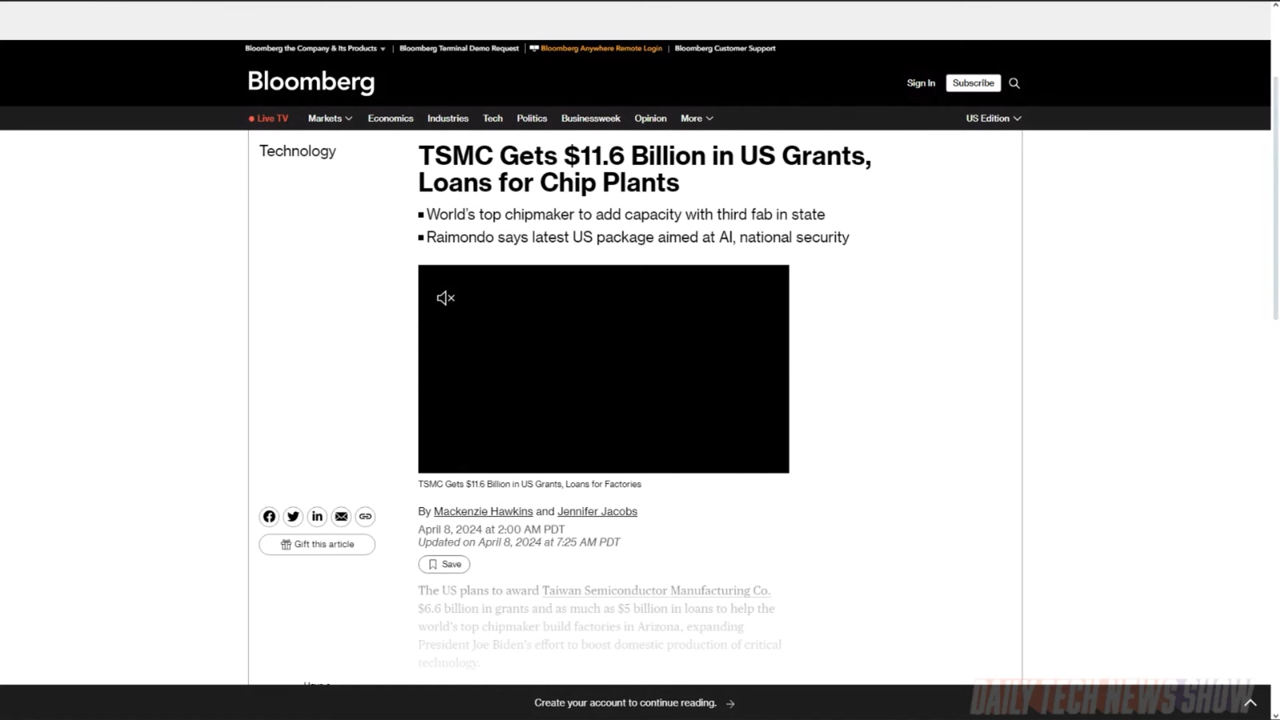 Bloomberg the Company & Its Products | Bloomberg Terminal Demo Request | Bloomberg Anywhere Remote Login | Bloomberg Customer Support
Bloomberg
Sign In Subscribe
Live TV Markets Economics Industries Tech Politics Businessweek Opinion More US Edition
Technology
TSMC Gets $11.6 Billion in US Grants,
Loans for Chip Plants
World's top chipmaker to add capacity with third fab in state
Raimondo says latest US package aimed at AI, national security
TSMC Gets $11.6 Billion in US Grants, Loans for Factories
By Mackenzie Hawkins and Jennifer Jacobs
April 8, 2024 at 2:00 AM PDT
Updated on April 8, 2024 at 7:25 AM PDT
Gift this article
Save
The US plans to award Taiwan Semiconductor Manufacturing Co.
$6.6 billion in grants and as much as $5 billion in loans to help the
world's top chipmaker build factories in Arizona, expanding
President Joe Biden's effort to boost domestic production of critical
technology.
Create your account to continue reading.
DAILY TECH NEWS SHOW